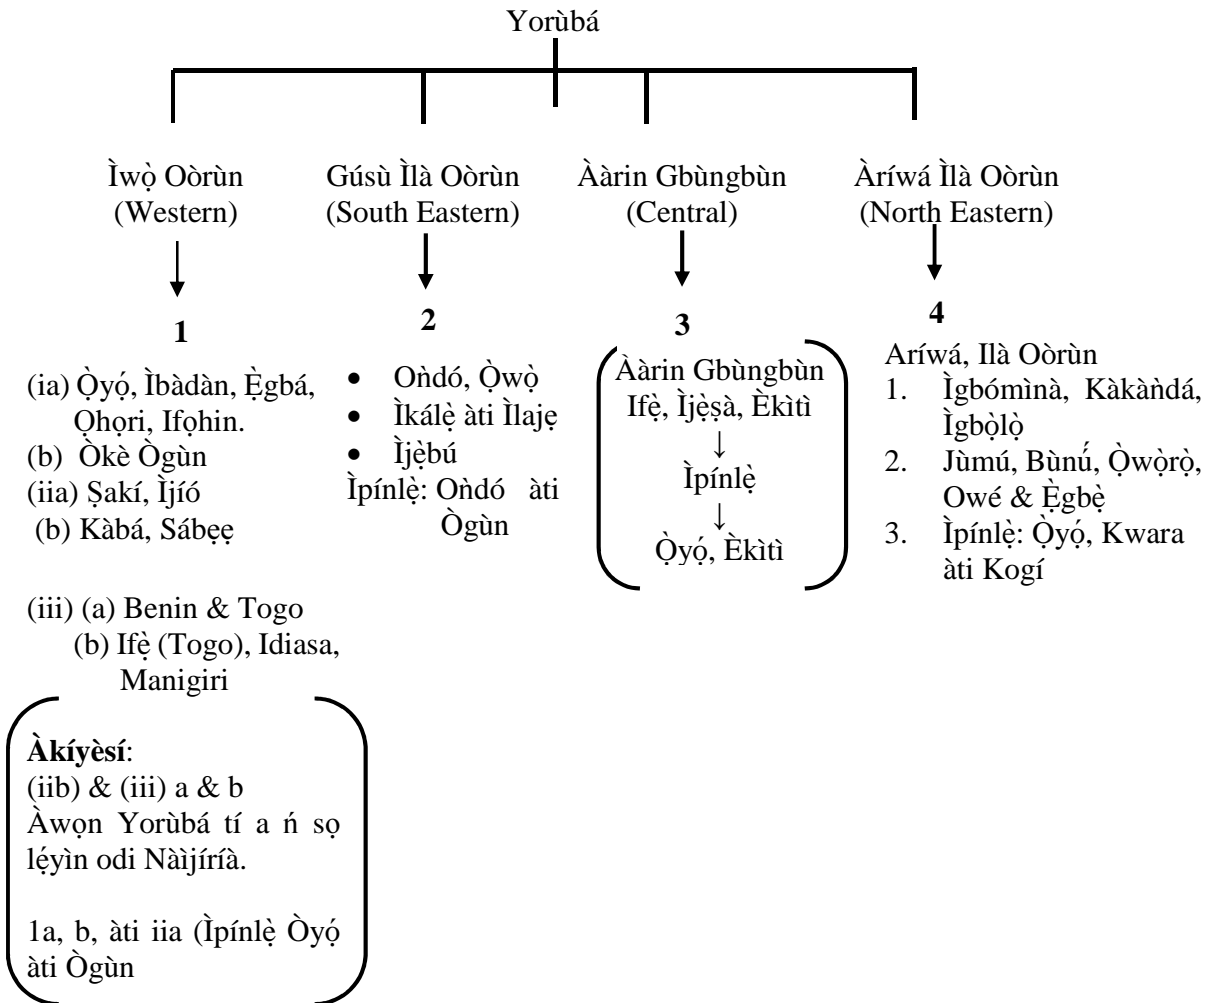 Yorùbá
Ìwọ̀ Oòrùn
(Western)
Gúsù Ìlà Oòrùn
(South Eastern)
Ààrin Gbùngbùn
(Central)
Àríwá Ìlà Oòrùn
(North Eastern)
1
(ia) Ọ̀yọ́, Ìbàdàn, Ẹ̀gbá,
Ọhọri, Ifọhin.
(b) Òkè Ògùn
(iia) Ṣakí, Ìjíó
(b) Kàbá, Sábẹẹ
(iii) (a) Benin & Togo
(b) Ifẹ̀ (Togo), Idiasa,
Manigiri
Àkíyèsí:
(iib) & (iii) a & b
Àwọn Yorùbá tí a ń sọ
lẹ́yìn odi Nàìjíríà.
1a, b, àti iia (Ìpínlẹ̀ Òyọ́
àti Ògùn
2
• Oǹdó, Ọ̀wọ̀
• Ìkálẹ̀ àti Ìlajẹ
• Ìjẹ̀bú
Ìpínlẹ̀: Oǹdó àti
Ògùn
3
Ààrin Gbùngbùn
Ifẹ̀, Ìjẹ̀ṣà, Èkìtì
↓
Ìpínlẹ̀
↓
Ọ̀yọ́, Èkìtì
4
Aríwá, Ilà Oòrùn
1. Ìgbómìnà, Kàkàǹdá,
Ìgbọ̀lọ̀
2. Jùmú, Bùnú, Ọ̀wọ̀rọ̀,
Owé & Ẹ̀gbẹ̀
3. Ìpínlẹ̀: Ọ̀yọ́, Kwara
àti Kogí